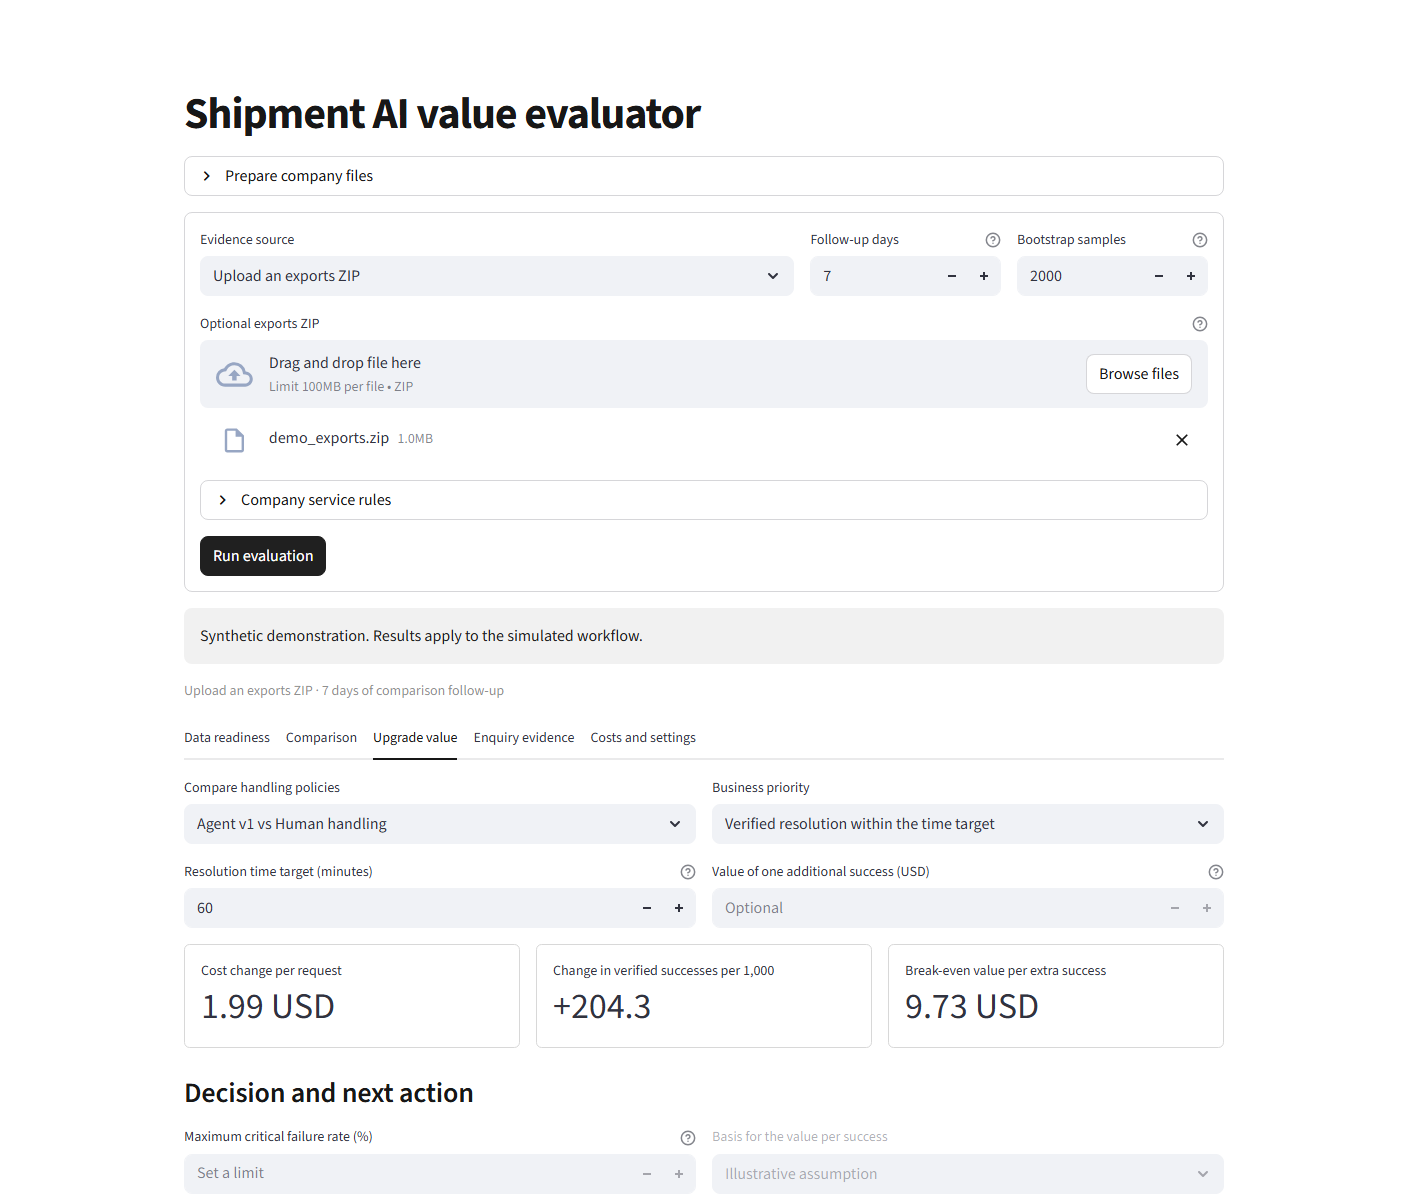 Shipment AI value evaluator
Prepare company files
Evidence source
Follow-up days
Bootstrap samples
Upload an exports ZIP
7
2000
Optional exports ZIP
Drag and drop file here
Limit 100MB per file • ZIP
Browse files
demo_exports.zip 1.0MB
Company service rules
Run evaluation
Synthetic demonstration. Results apply to the simulated workflow.
Upload an exports ZIP · 7 days of comparison follow-up
Data readiness Comparison Upgrade value Enquiry evidence Costs and settings
Compare handling policies
Business priority
Agent v1 vs Human handling
Verified resolution within the time target
Resolution time target (minutes)
Value of one additional success (USD)
60
Optional
Cost change per request
Change in verified successes per 1,000
Break-even value per extra success
1.99 USD
+204.3
9.73 USD
Decision and next action
Maximum critical failure rate (%)
Basis for the value per success
Set a limit
Illustrative assumption